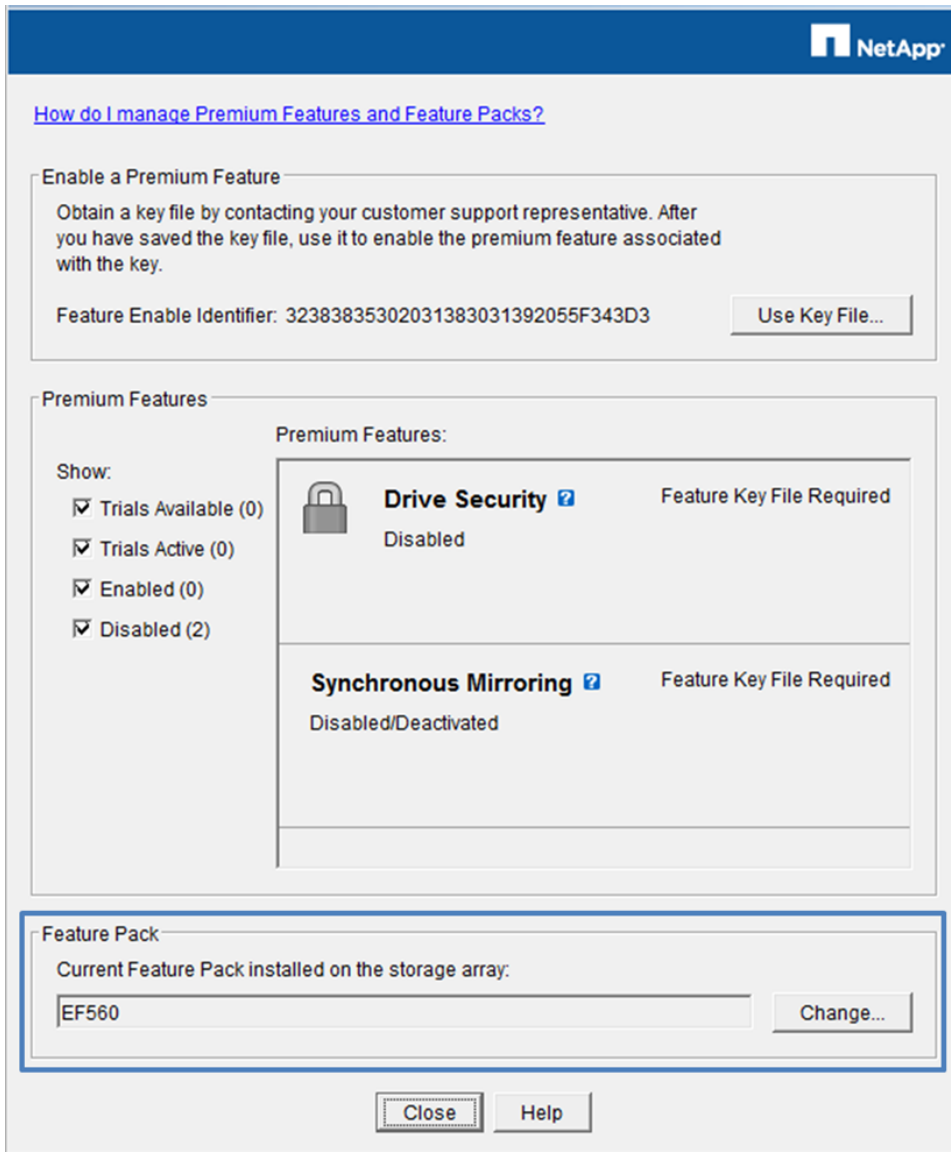 NetApp
How do I manage Premium Features and Feature Packs?
Enable a Premium Feature
Obtain a key file by contacting your customer support representative. After
you have saved the key file, use it to enable the premium feature associated
with the key.
Feature Enable Identifier: 32383835302031383031392055F343D3
Use Key File...
Premium Features
Premium Features:
Show:
Trials Available (0)
Trials Active (0)
Enabled (0)
Disabled (2)
Drive Security ?
Feature Key File Required
Disabled
Synchronous Mirroring ?
Feature Key File Required
Disabled/Deactivated
Feature Pack
Current Feature Pack installed on the storage array:
EF560
Change...
Close
Help